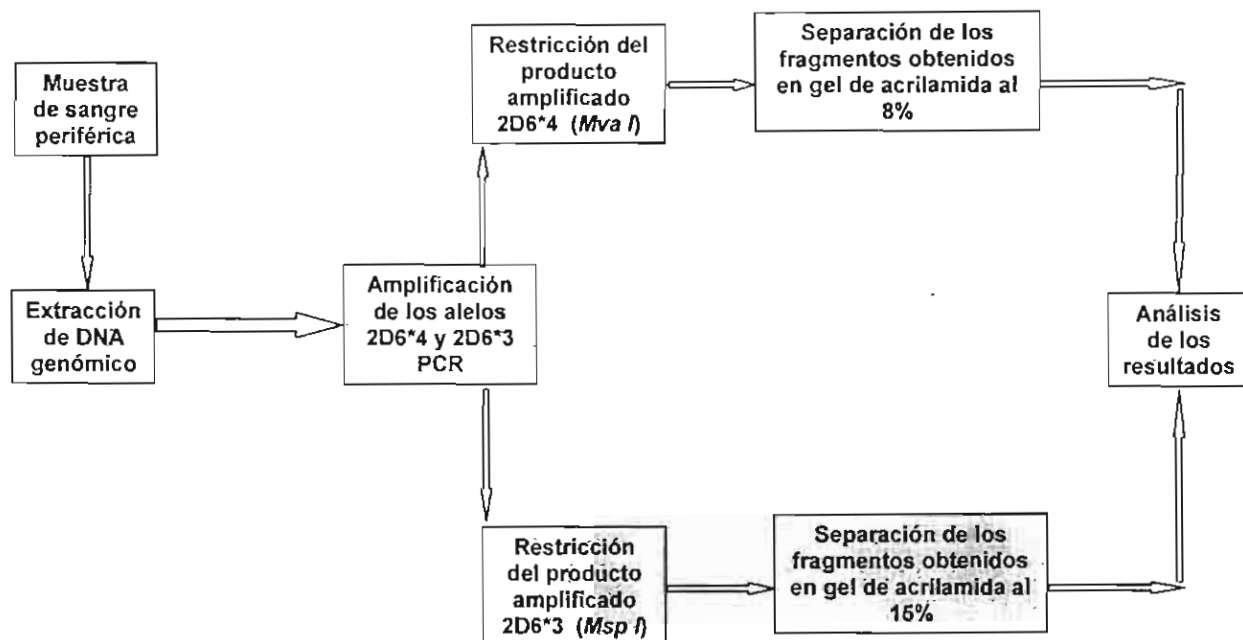 Muestra
de sangre
periférica
Extracción
de DNA
genómico
Amplificación
de los alelos
2D6*4 y 2D6*3
PCR
Restricción del
producto
amplificado
2D6*4 (Mva I)
Separación de los
fragmentos obtenidos
en gel de acrilamida al
8%
Restricción
del producto
amplificado
2D6*3 (Msp I)
Separación de los
fragmentos obtenidos
en gel de acrilamida al
15%
Análisis
de los
resultados